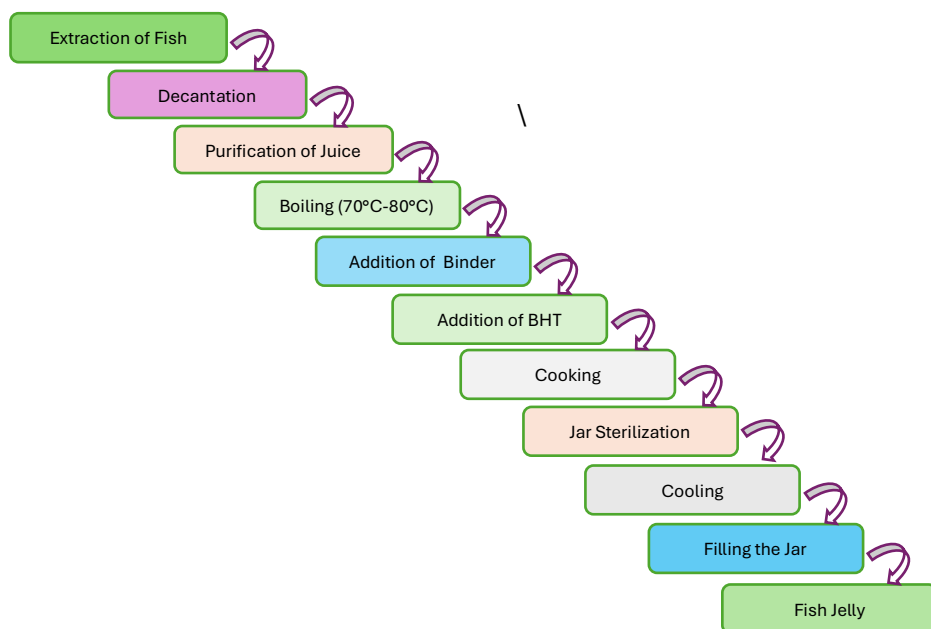 Extraction of Fish
Decantation
\
Purification of Juice
Boiling (70°C-80°C)
Addition of  Binder
Addition of BHT
Cooking
Jar Sterilization
Cooling
Filling the Jar
Fish Jelly